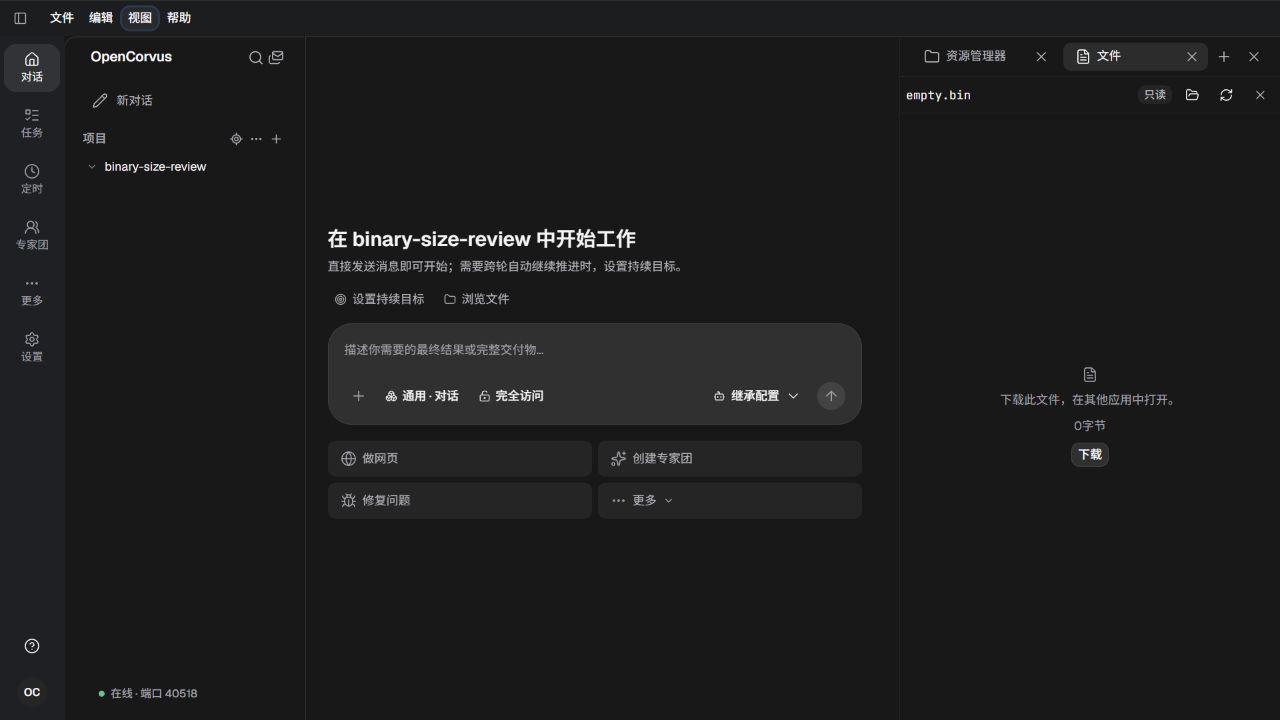 文件 编辑 视图 帮助
对话
任务
定时
专家团
更多
设置
OC
OpenCorvus
新对话
项目
binary-size-review
在线 · 端口 40518
在 binary-size-review 中开始工作
直接发送消息即可开始；需要跨轮自动继续推进时，设置持续目标。
设置持续目标 浏览文件
描述你需要的最终结果或完整交付物...
通用 · 对话 完全访问 继承配置
做网页 创建专家团
修复问题 更多
资源管理器 文件
empty.bin 只读
下载此文件，在其他应用中打开。
0字节
下载